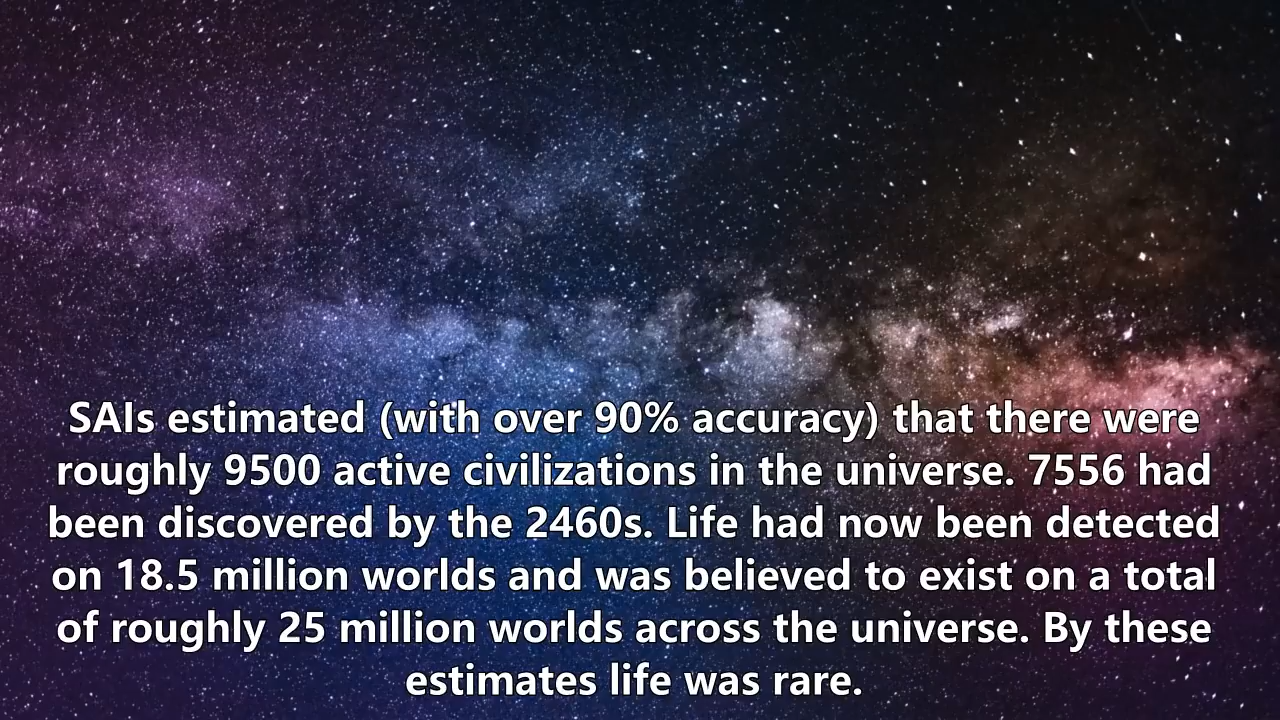 SAIs estimated (with over 90% accuracy) that there were
roughly 9500 active civilizations in the universe. 7556 had
been discovered by the 2460s. Life had now been detected
on 18.5 million worlds and was believed to exist on a total
of roughly 25 million worlds across the universe. By these
estimates life was rare.